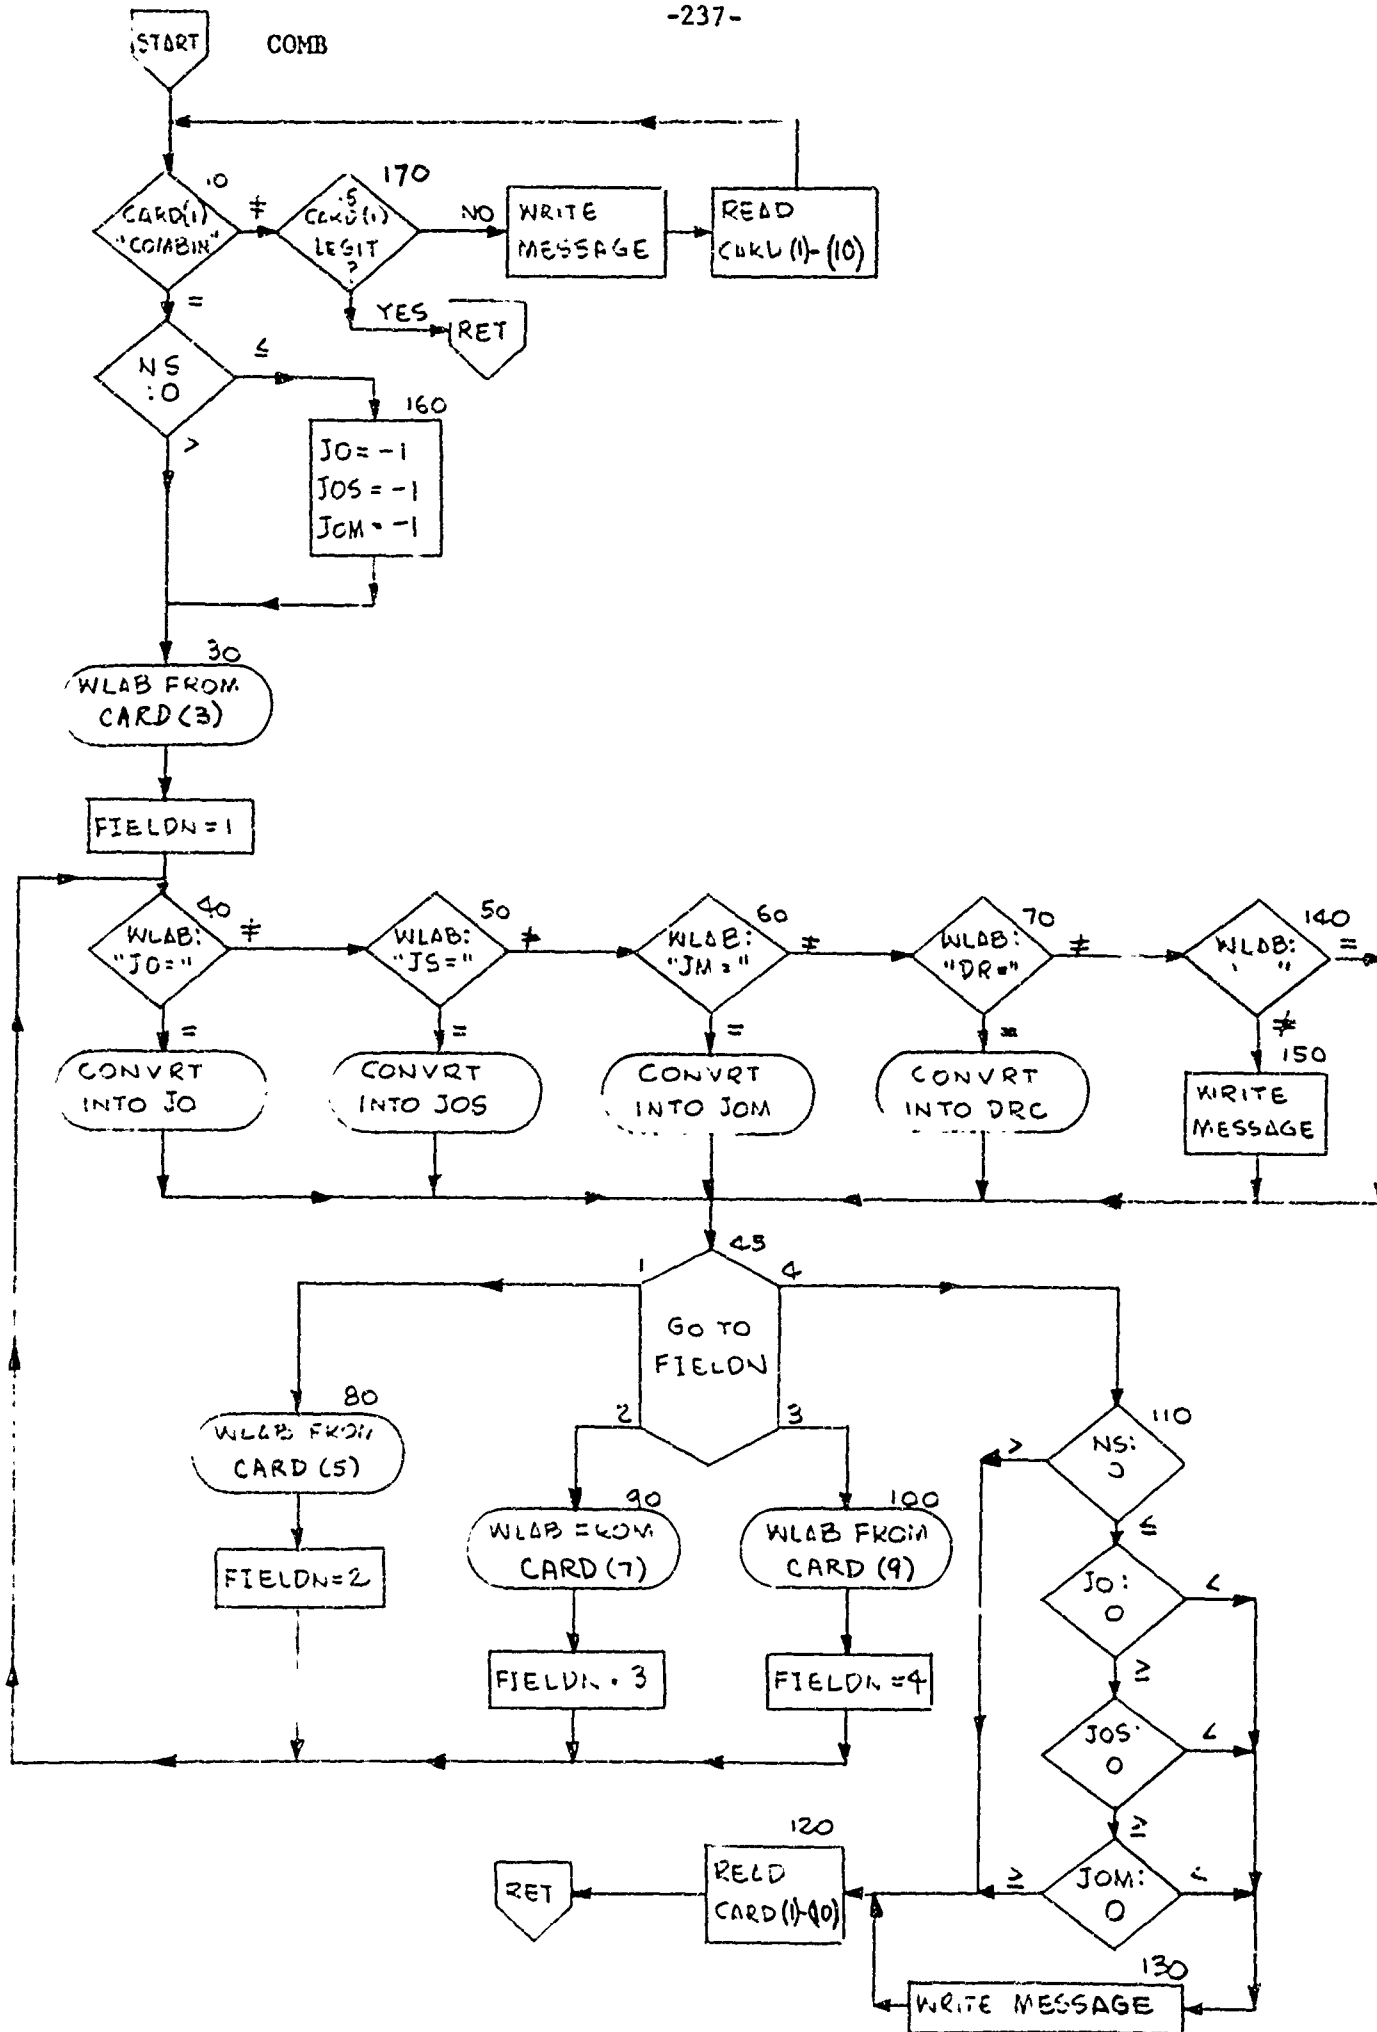 -237-
START
COMB
10
CARD(1)
"COMBIN"
≠
170
CARD(1)
LEGIT
?
NO
WRITE
MESSAGE
READ
CARD(1)-(10)
=
YES
RET
NS
:0
≤
>
160
JO=-1
JOS=-1
JOM=-1
30
WLAB FROM
CARD(3)
FIELDN=1
40
WLAB:
"JO="
≠
50
WLAB:
"JS="
≠
60
WLAB:
"JM="
≠
70
WLAB:
"DR="
≠
140
WLAB:
" "
=
=
=
=
=
≠
CONVRT
INTO JO
CONVRT
INTO JOS
CONVRT
INTO JOM
CONVRT
INTO DRC
150
WRITE
MESSAGE
45
1
4
GO TO
FIELDN
2
3
80
WLAB FROM
CARD(5)
FIELDN=2
90
WLAB FROM
CARD(7)
FIELDN=3
100
WLAB FROM
CARD(9)
FIELDN=4
110
NS:
0
>
≤
JO:
0
<
≥
JOS:
0
<
≥
JOM:
0
≥
<
120
READ
CARD(1)-(10)
RET
130
WRITE MESSAGE